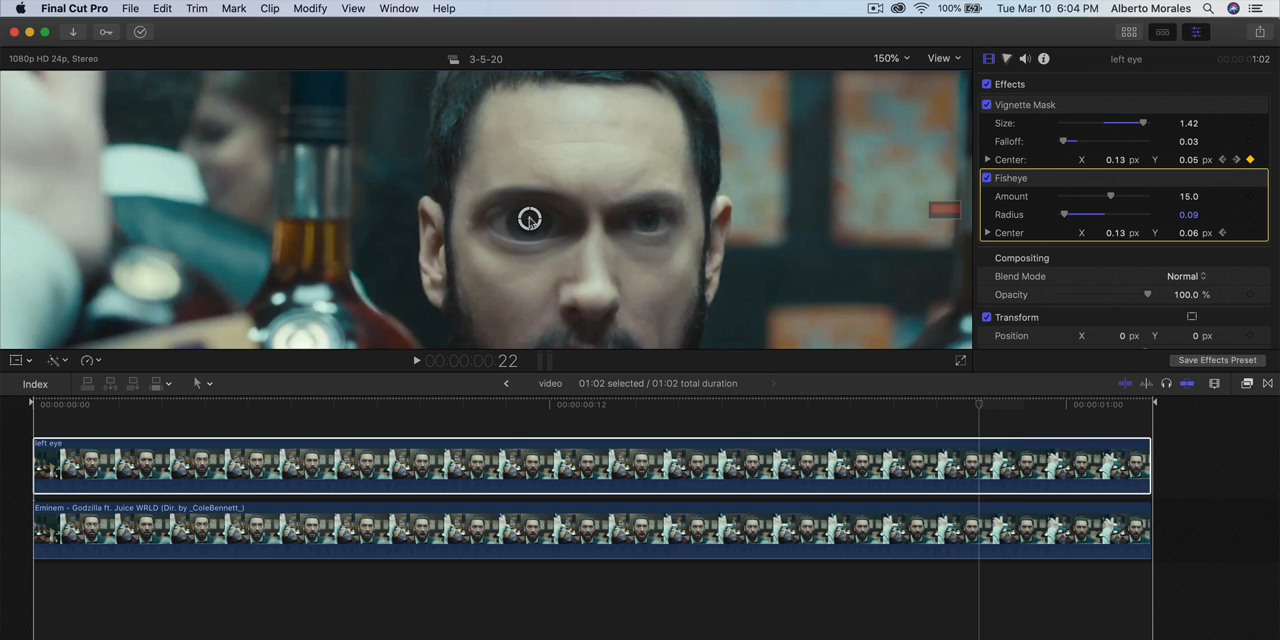 Final Cut Pro File Edit Trim Mark Clip Modify View Window Help 100% Tue Mar 10 6:04 PM Alberto Morales
1080p HD 24p, Stereo 3-5-20 150% View left eye 00:00:00:01:02
Effects
Vignette Mask
Size: 1.42
Falloff: 0.03
Center: X 0.13 px Y 0.05 px
Fisheye
Amount 15.0
Radius 0.09
Center X 0.13 px Y 0.06 px
Compositing
Blend Mode Normal
Opacity 100.0 %
Transform
Position X 0 px Y 0 px
00:00:00:22 Save Effects Preset
Index video 01:02 selected / 01:02 total duration
00:00:00:00 00:00:00:12 00:00:01:00
left eye
Eminem - Godzilla ft. Juice WRLD (Dir. by _ColeBennett_)